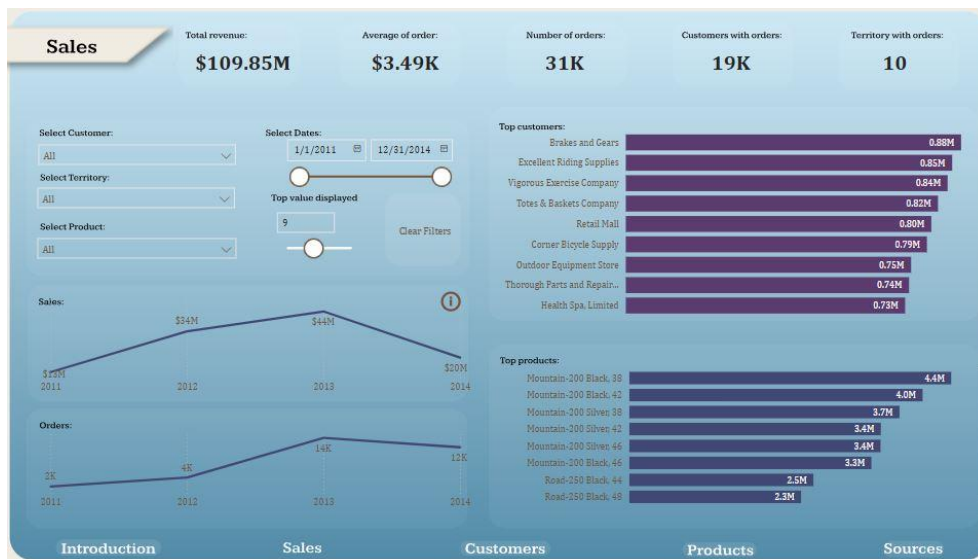 Sales
Total revenue:
$109.85M
Average of order:
$3.49K
Number of orders:
31K
Customers with orders:
19K
Territory with orders:
10
Select Customer:
All
Select Territory:
All
Select Product:
All
Select Dates:
1/1/2011
12/31/2014
Top value displayed
9
Clear Filters
Sales:
$34M
$44M
$13M
$20M
2011
2012
2013
2014
Orders:
2K
4K
14K
12K
2011
2012
2013
2014
Top customers:
Brakes and Gears 0.88M
Excellent Riding Supplies 0.85M
Vigorous Exercise Company 0.84M
Totes & Baskets Company 0.82M
Retail Mall 0.80M
Corner Bicycle Supply 0.79M
Outdoor Equipment Store 0.75M
Thorough Parts and Repair... 0.74M
Health Spa, Limited 0.73M
Top products:
Mountain-200 Black, 38 4.4M
Mountain-200 Black, 42 4.0M
Mountain-200 Silver, 38 3.7M
Mountain-200 Silver, 42 3.4M
Mountain-200 Silver, 46 3.4M
Mountain-200 Black, 46 3.3M
Road-250 Black, 44 2.5M
Road-250 Black, 48 2.3M
Introduction
Sales
Customers
Products
Sources